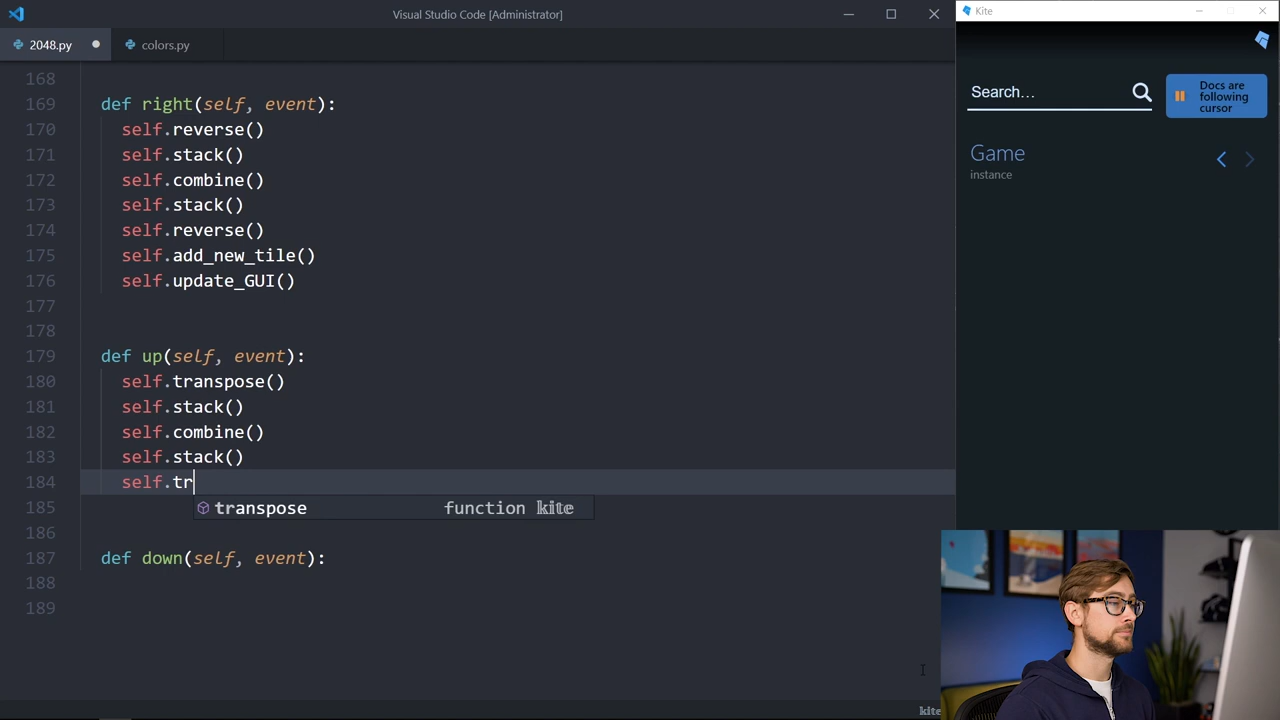 Visual Studio Code [Administrator]
2048.py
colors.py
168
169 def right(self, event):
170 self.reverse()
171 self.stack()
172 self.combine()
173 self.stack()
174 self.reverse()
175 self.add_new_tile()
176 self.update_GUI()
177
178
179 def up(self, event):
180 self.transpose()
181 self.stack()
182 self.combine()
183 self.stack()
184 self.tr
transpose function kite
185
186
187 def down(self, event):
188
189
kite
Kite
Search...
Docs are
following
cursor
Game
instance